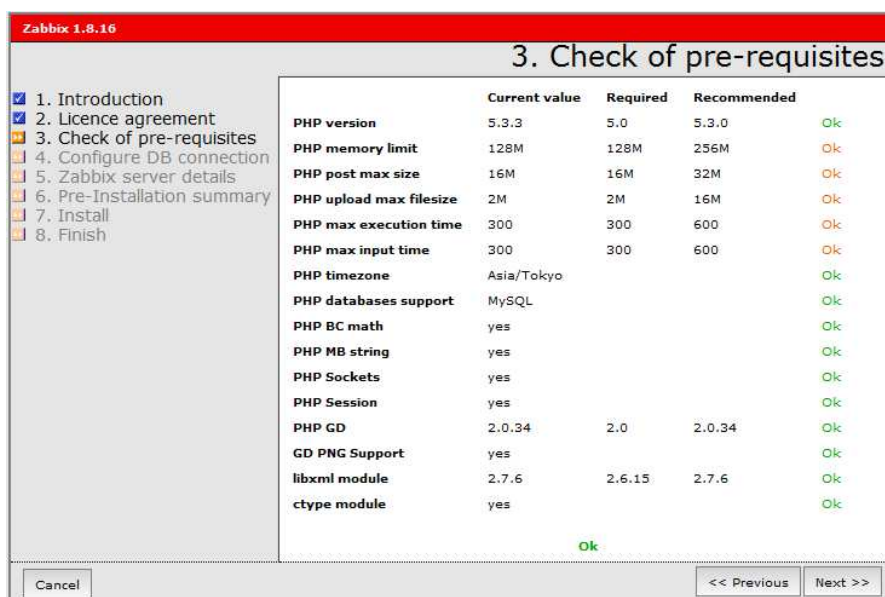 Zabbix 1.8.16
3. Check of pre-requisites
1. Introduction
2. Licence agreement
3. Check of pre-requisites
4. Configure DB connection
5. Zabbix server details
6. Pre-Installation summary
7. Install
8. Finish
Current value Required Recommended
PHP version 5.3.3 5.0 5.3.0 Ok
PHP memory limit 128M 128M 256M Ok
PHP post max size 16M 16M 32M Ok
PHP upload max filesize 2M 2M 16M Ok
PHP max execution time 300 300 600 Ok
PHP max input time 300 300 600 Ok
PHP timezone Asia/Tokyo Ok
PHP databases support MySQL Ok
PHP BC math yes Ok
PHP MB string yes Ok
PHP Sockets yes Ok
PHP Session yes Ok
PHP GD 2.0.34 2.0 2.0.34 Ok
GD PNG Support yes Ok
libxml module 2.7.6 2.6.15 2.7.6 Ok
ctype module yes Ok
Ok
Cancel << Previous Next >>